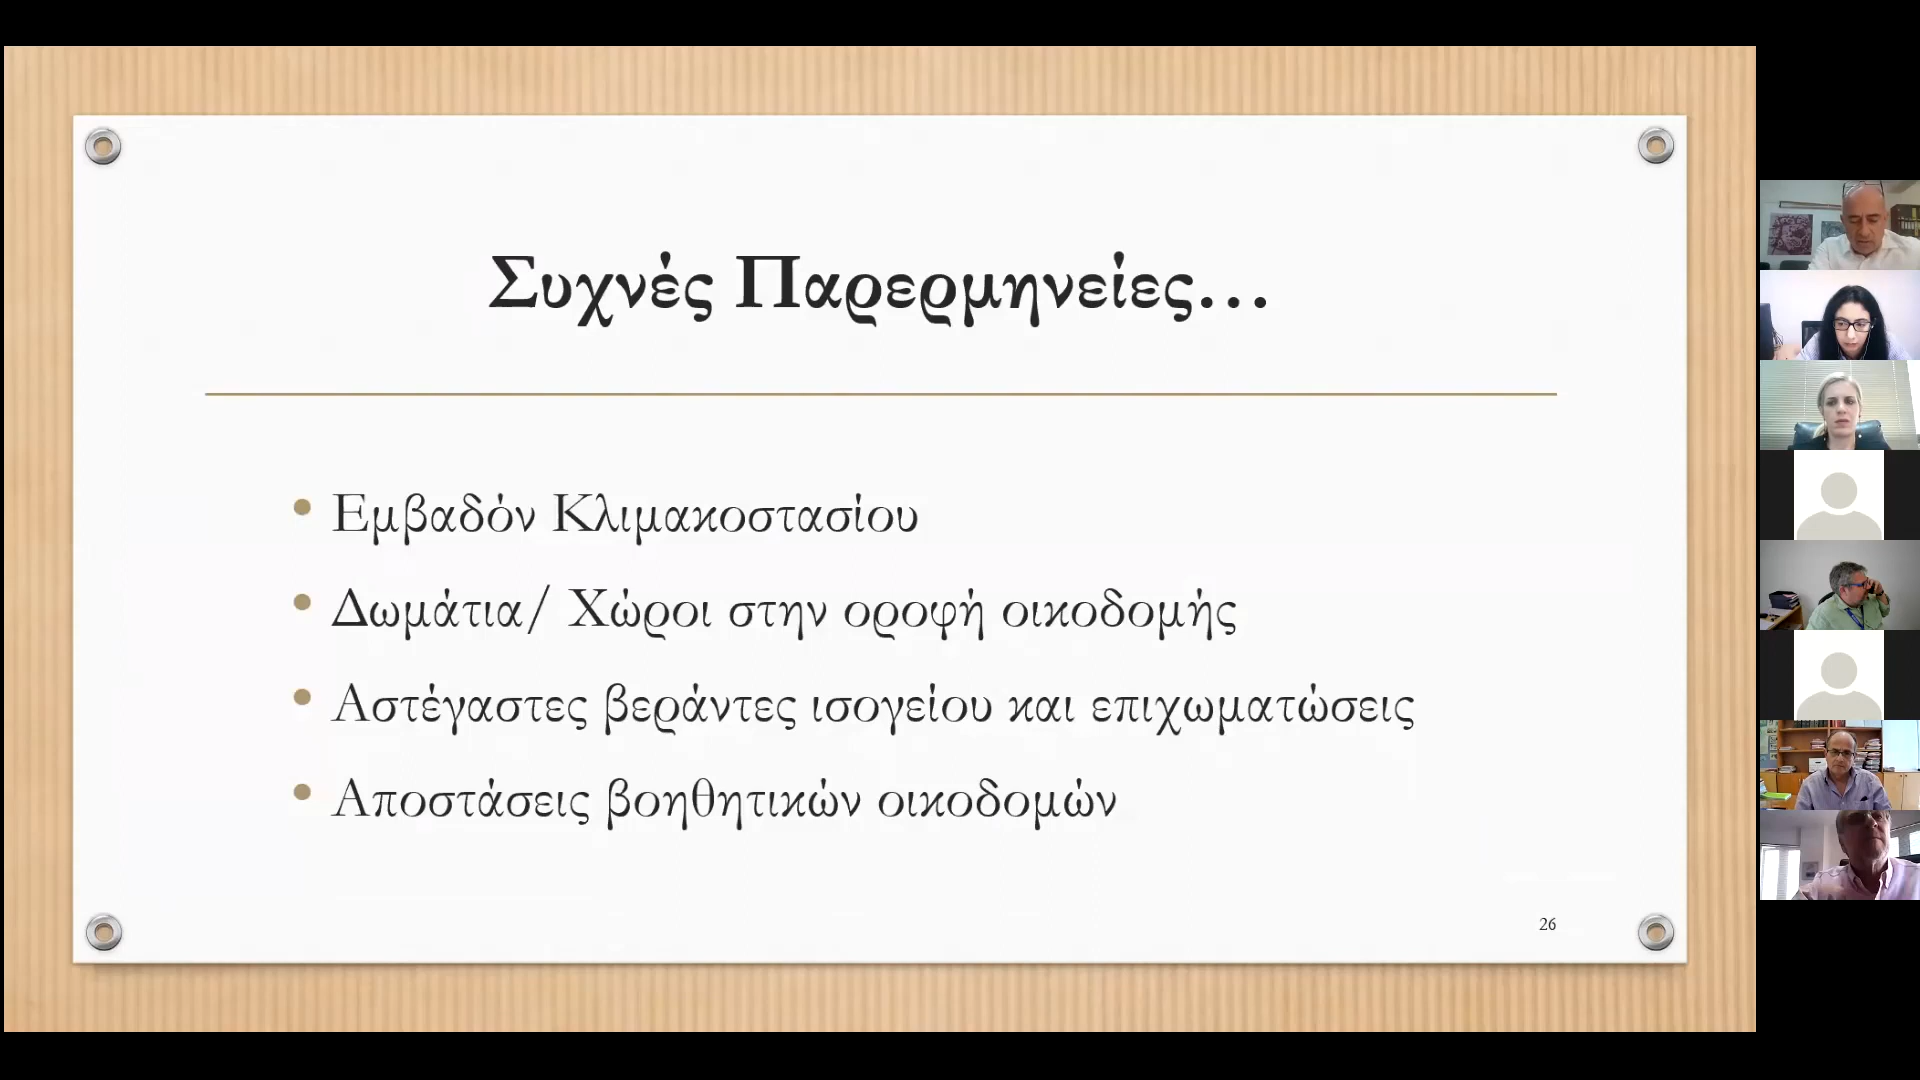 Συχνές Παρερμηνείες…
• Εμβαδόν Κλιμακοστασίου
• Δωμάτια/ Χώροι στην οροφή οικοδομής
• Αστέγαστες βεράντες ισογείου και επιχωματώσεις
• Αποστάσεις βοηθητικών οικοδομών
26